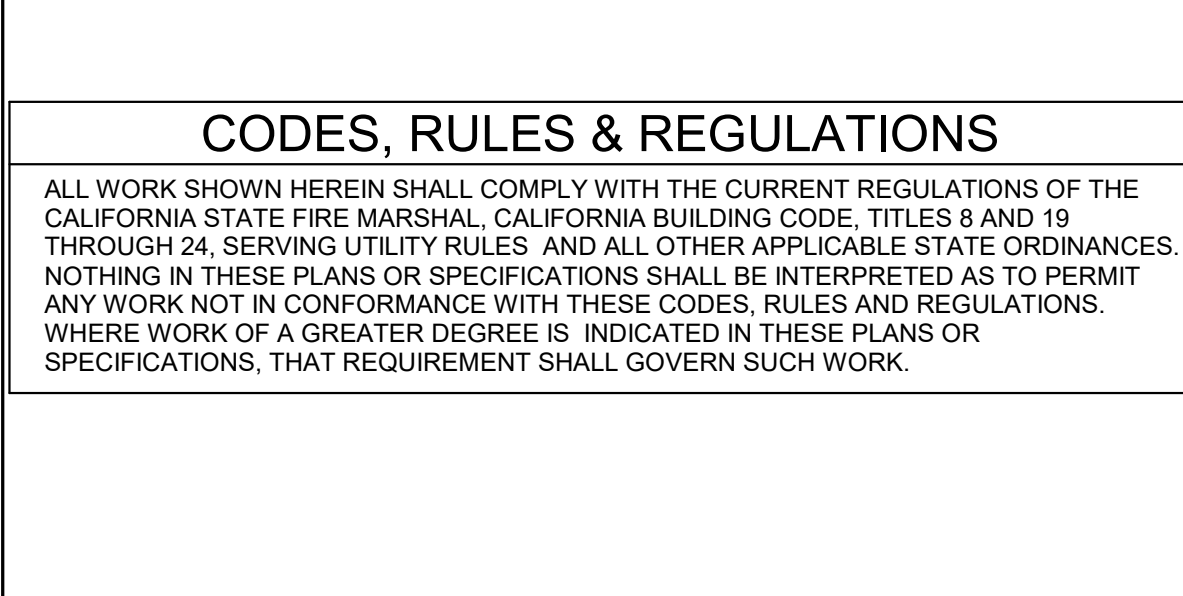 CODES, RULES & REGULATIONS
ALL WORK SHOWN HEREIN SHALL COMPLY WITH THE CURRENT REGULATIONS OF THE
CALIFORNIA STATE FIRE MARSHAL, CALIFORNIA BUILDING CODE, TITLES 8 AND 19
THROUGH 24, SERVING UTILITY RULES  AND ALL OTHER APPLICABLE STATE ORDINANCES.
NOTHING IN THESE PLANS OR SPECIFICATIONS SHALL BE INTERPRETED AS TO PERMIT
ANY WORK NOT IN CONFORMANCE WITH THESE CODES, RULES AND REGULATIONS.
WHERE WORK OF A GREATER DEGREE IS  INDICATED IN THESE PLANS OR
SPECIFICATIONS, THAT REQUIREMENT SHALL GOVERN SUCH WORK.